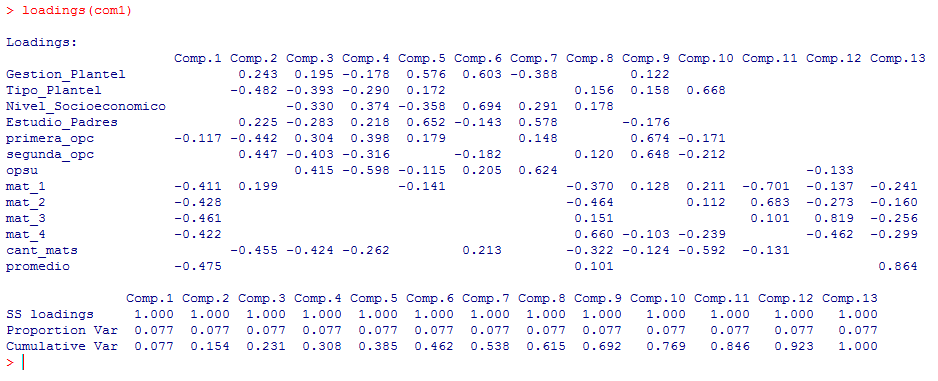 > loadings(com1)
Loadings:
                     Comp.1 Comp.2 Comp.3 Comp.4 Comp.5 Comp.6 Comp.7 Comp.8 Comp.9 Comp.10 Comp.11 Comp.12 Comp.13
Gestion_Plantel              0.243  0.195 -0.178  0.576  0.603 -0.388         0.122
Tipo_Plantel                -0.482 -0.393 -0.290  0.172                0.156  0.158  0.668
Nivel_Socioeconomico               -0.330  0.374 -0.358  0.694  0.291  0.178
Estudio_Padres               0.225 -0.283  0.218  0.652 -0.143  0.578        -0.176
primera_opc          -0.117 -0.442  0.304  0.398  0.179         0.148         0.674 -0.171
segunda_opc                  0.447 -0.403 -0.316        -0.182         0.120  0.648 -0.212
opsu                                0.415 -0.598 -0.115  0.205  0.624                               -0.133
mat_1                -0.411  0.199               -0.141               -0.370  0.128  0.211  -0.701  -0.137  -0.241
mat_2                -0.428                                           -0.464         0.112   0.683  -0.273  -0.160
mat_3                -0.461                                            0.151                 0.101   0.819  -0.256
mat_4                -0.422                                            0.660 -0.103 -0.239          -0.462  -0.299
cant_mats                   -0.455 -0.424 -0.262         0.213        -0.322 -0.124 -0.592  -0.131
promedio             -0.475                                            0.101                                 0.864
               Comp.1 Comp.2 Comp.3 Comp.4 Comp.5 Comp.6 Comp.7 Comp.8 Comp.9 Comp.10 Comp.11 Comp.12 Comp.13
SS loadings     1.000  1.000  1.000  1.000  1.000  1.000  1.000  1.000  1.000   1.000   1.000   1.000   1.000
Proportion Var  0.077  0.077  0.077  0.077  0.077  0.077  0.077  0.077  0.077   0.077   0.077   0.077   0.077
Cumulative Var  0.077  0.154  0.231  0.308  0.385  0.462  0.538  0.615  0.692   0.769   0.846   0.923   1.000
>